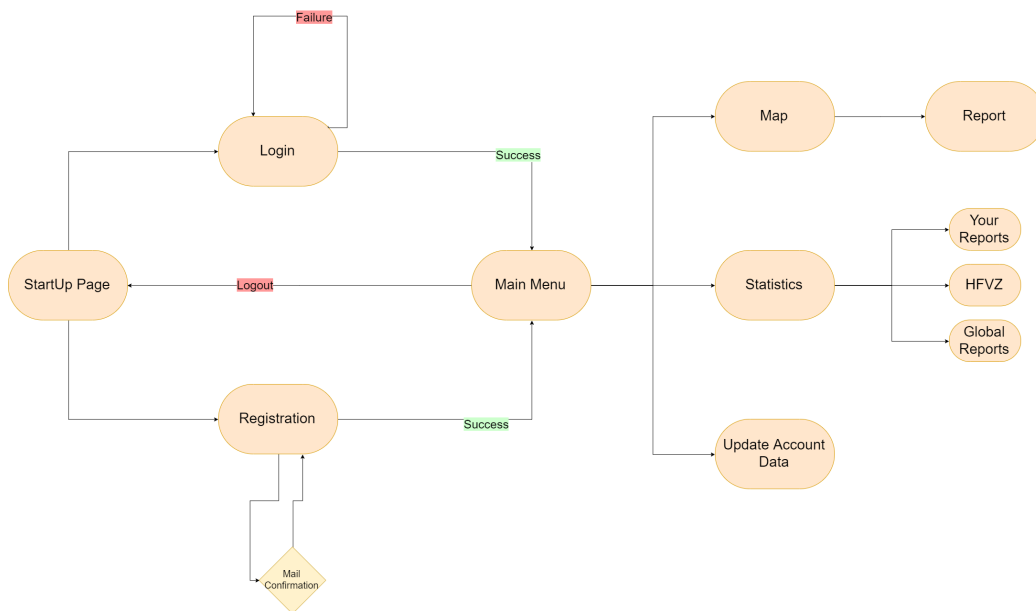 Failure
Login
Success
Map
Report
StartUp Page
Logout
Main Menu
Statistics
Your
Reports
HFVZ
Global
Reports
Registration
Success
Update Account
Data
Mail
Confirmation